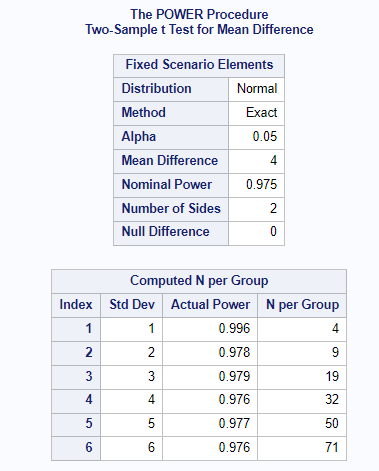 The POWER Procedure
Two-Sample t Test for Mean Difference
Fixed Scenario Elements
Distribution Normal
Method Exact
Alpha 0.05
Mean Difference 4
Nominal Power 0.975
Number of Sides 2
Null Difference 0
Computed N per Group
Index Std Dev Actual Power N per Group
1 1 0.996 4
2 2 0.978 9
3 3 0.979 19
4 4 0.976 32
5 5 0.977 50
6 6 0.976 71